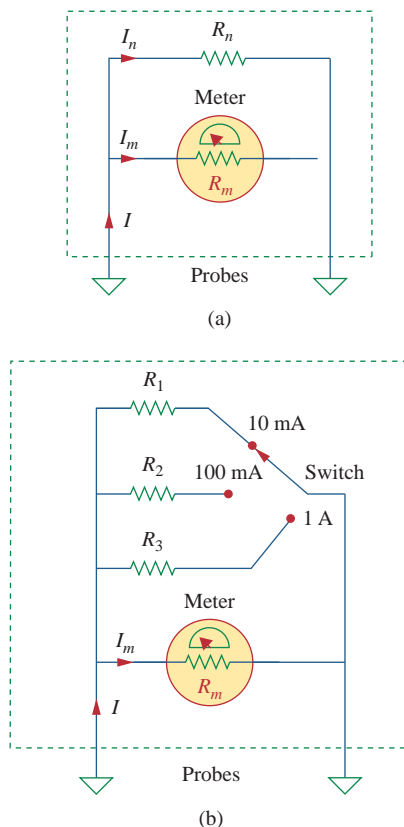 I_n
R_n
Meter
I_m
R_m
I
Probes
(a)
R_1
10 mA
R_2
100 mA
Switch
1 A
R_3
Meter
I_m
R_m
I
Probes
(b)